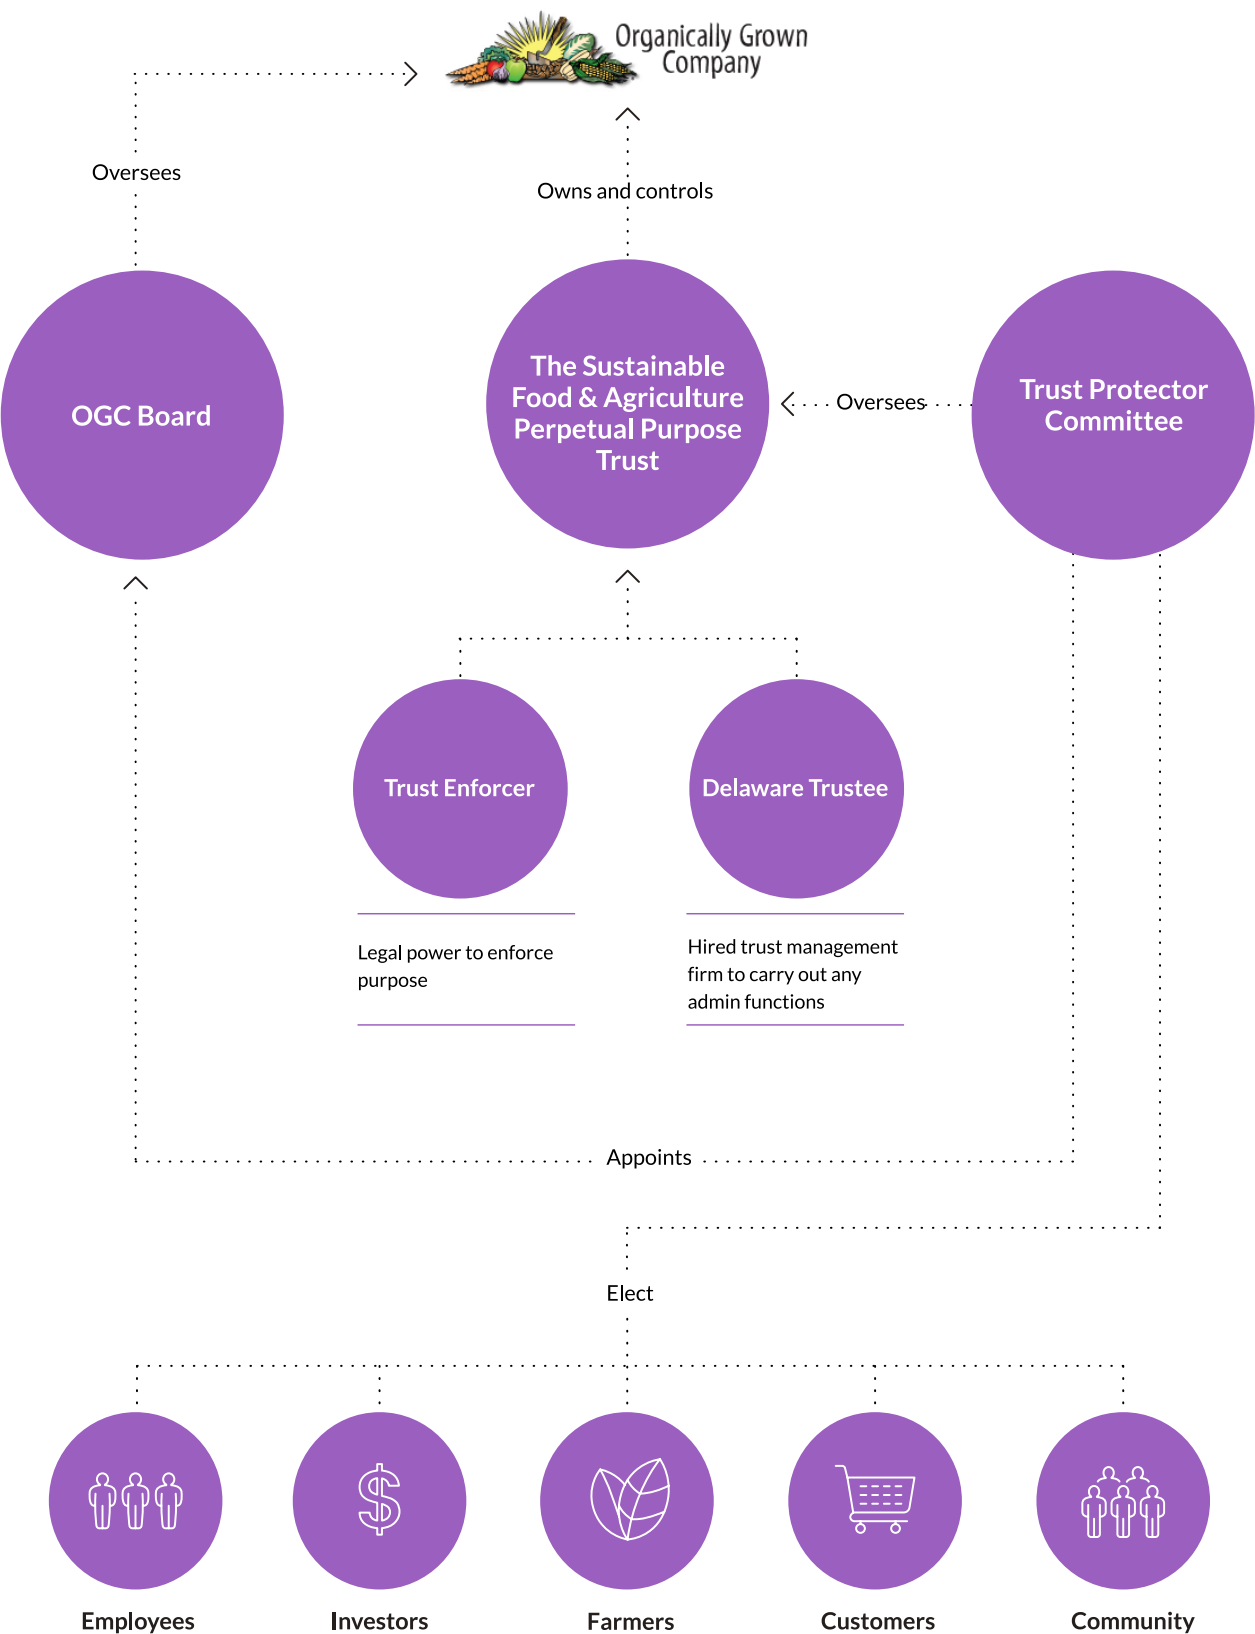 Organically Grown
Company
Oversees
Owns and controls
OGC Board
The Sustainable
Food & Agriculture
Perpetual Purpose
Trust
Oversees
Trust Protector
Committee
Trust Enforcer
Delaware Trustee
Legal power to enforce
purpose
Hired trust management
firm to carry out any
admin functions
Appoints
Elect
Employees
Investors
Farmers
Customers
Community